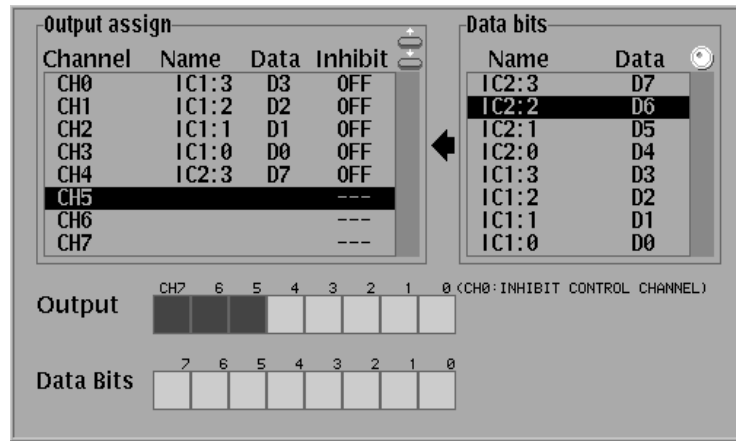 Output assign
Channel Name Data Inhibit
CH0 IC1:3 D3 OFF
CH1 IC1:2 D2 OFF
CH2 IC1:1 D1 OFF
CH3 IC1:0 D0 OFF
CH4 IC2:3 D7 OFF
CH5 ---
CH6 ---
CH7 ---
Data bits
Name Data
IC2:3 D7
IC2:2 D6
IC2:1 D5
IC2:0 D4
IC1:3 D3
IC1:2 D2
IC1:1 D1
IC1:0 D0
CH7 6 5 4 3 2 1 0 (CH0:INHIBIT CONTROL CHANNEL)
Output
7 6 5 4 3 2 1 0
Data Bits